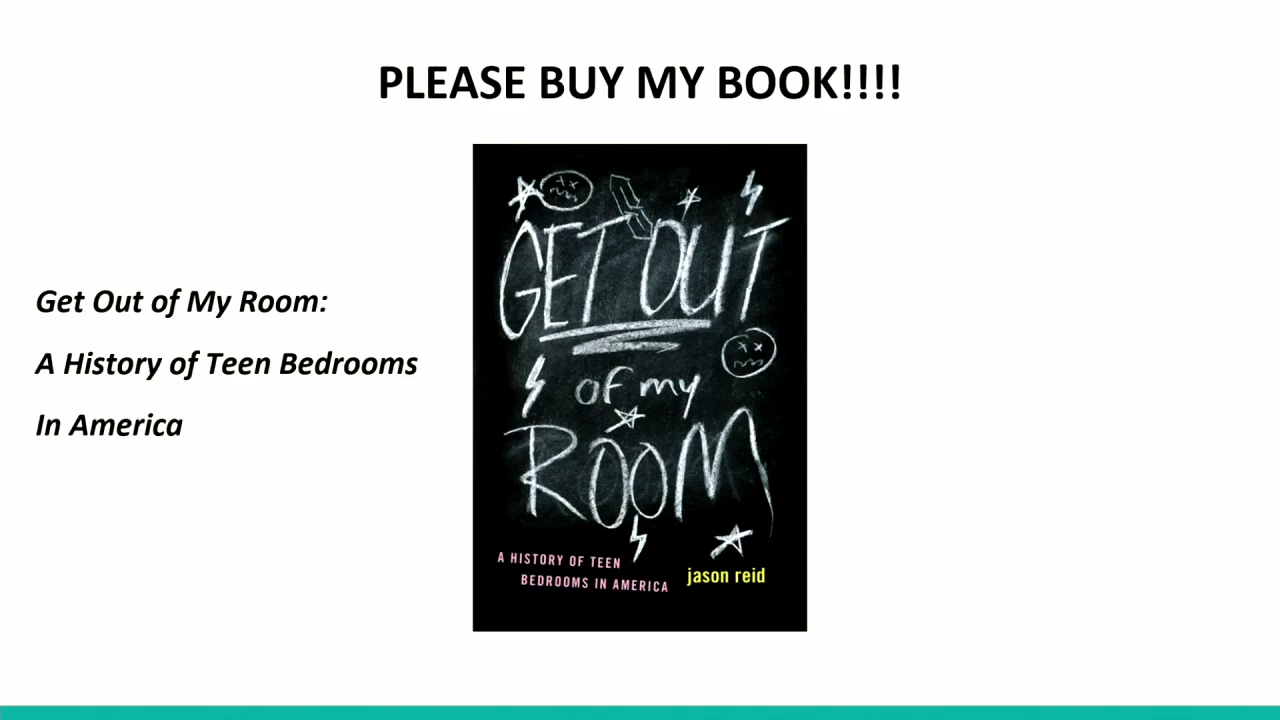 PLEASE BUY MY BOOK!!!!
Get Out of My Room:
A History of Teen Bedrooms
In America
GET OUT
of my
ROOM
A HISTORY OF TEEN
BEDROOMS IN AMERICA
jason reid